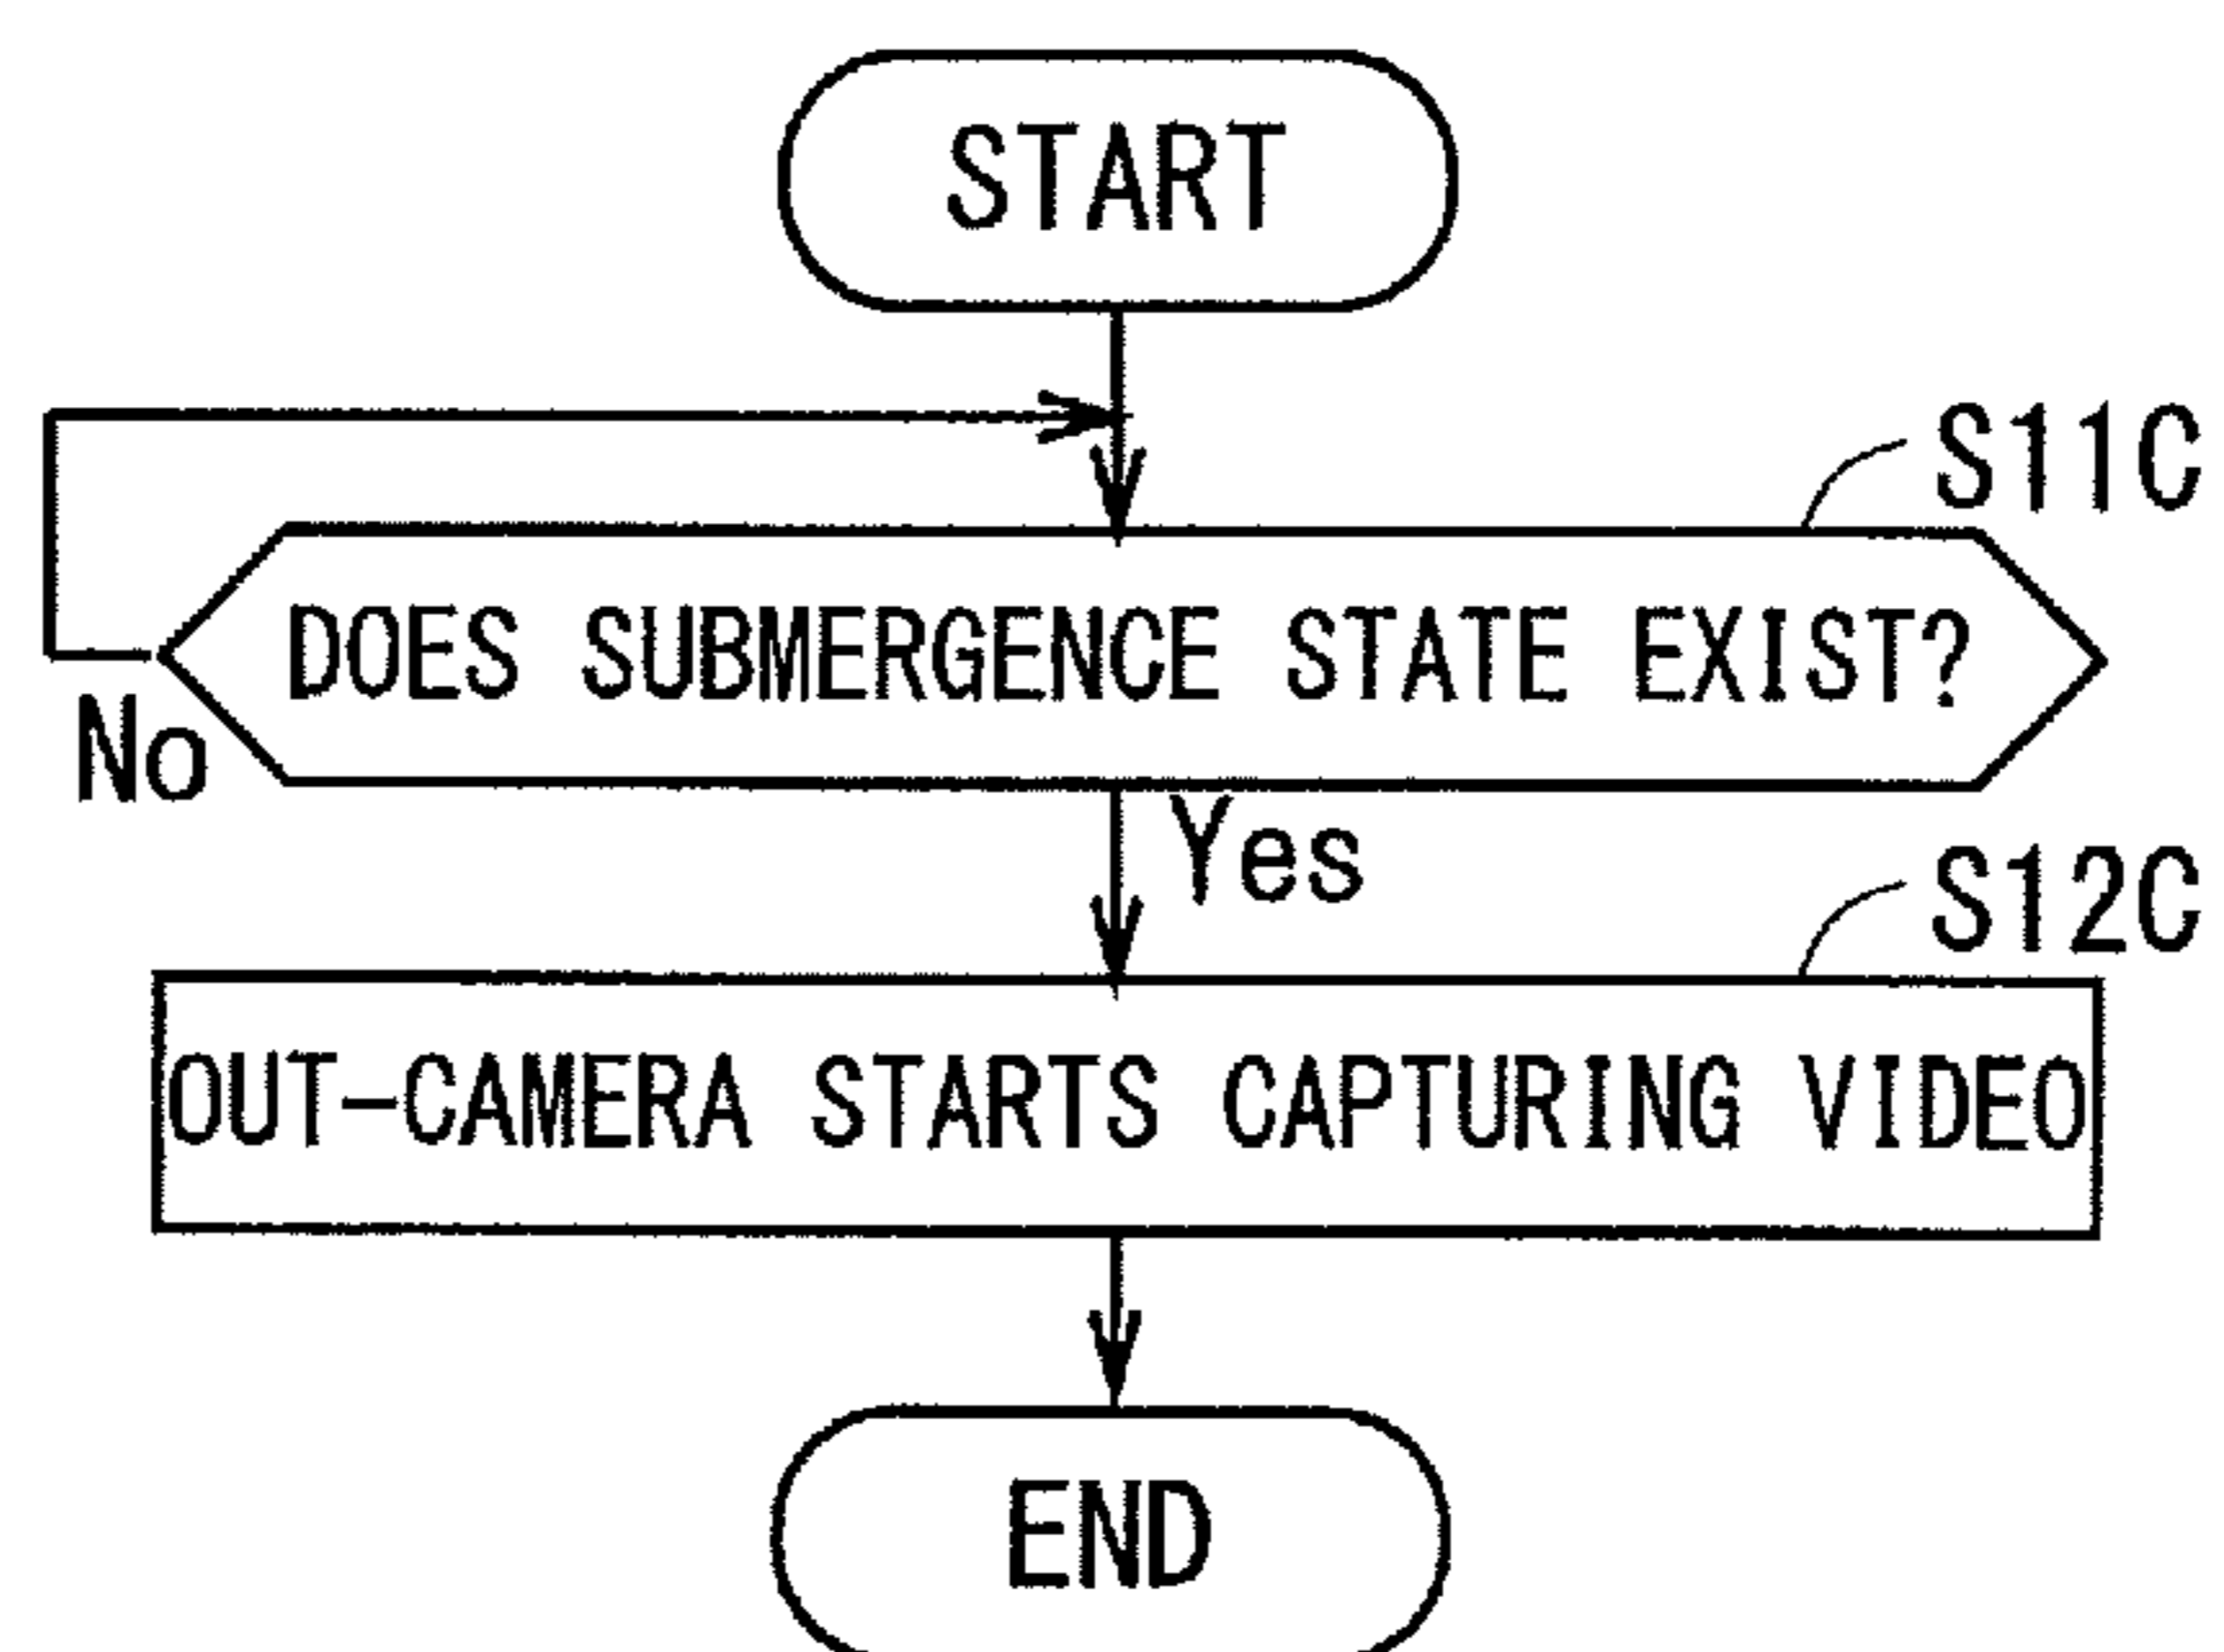 START
S11C
DOES SUBMERGENCE STATE EXIST?
No
Yes
S12C
OUT-CAMERA STARTS CAPTURING VIDEO
END